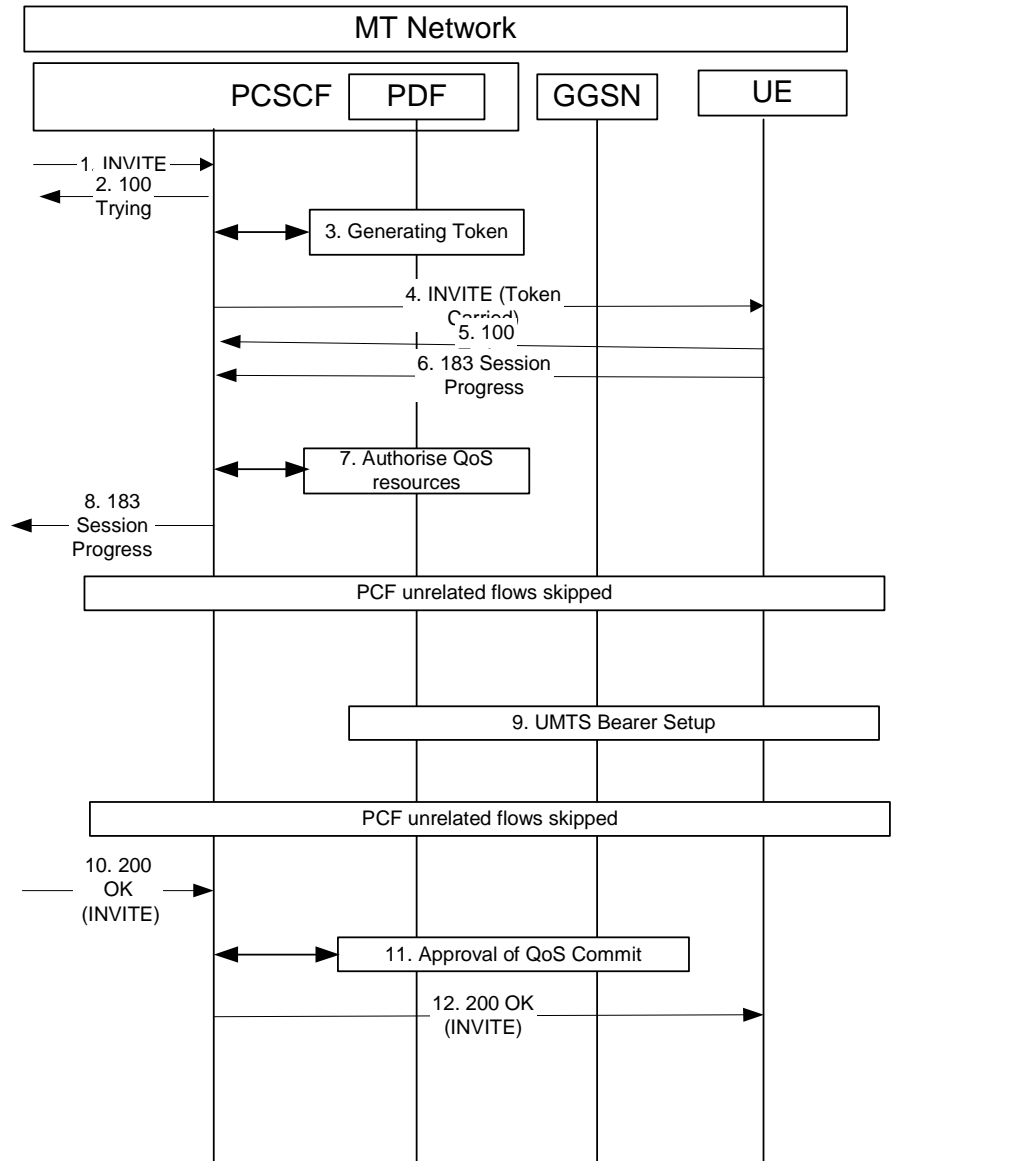 MT Network
PCSCF
PDF
GGSN
UE
1. INVITE
2. 100
Trying
3. Generating Token
4. INVITE (Token
Carried)
5. 100
6. 183 Session
Progress
7. Authorise QoS
resources
8. 183
Session
Progress
PCF unrelated flows skipped
9. UMTS Bearer Setup
PCF unrelated flows skipped
10. 200
OK
(INVITE)
11. Approval of QoS Commit
12. 200 OK
(INVITE)